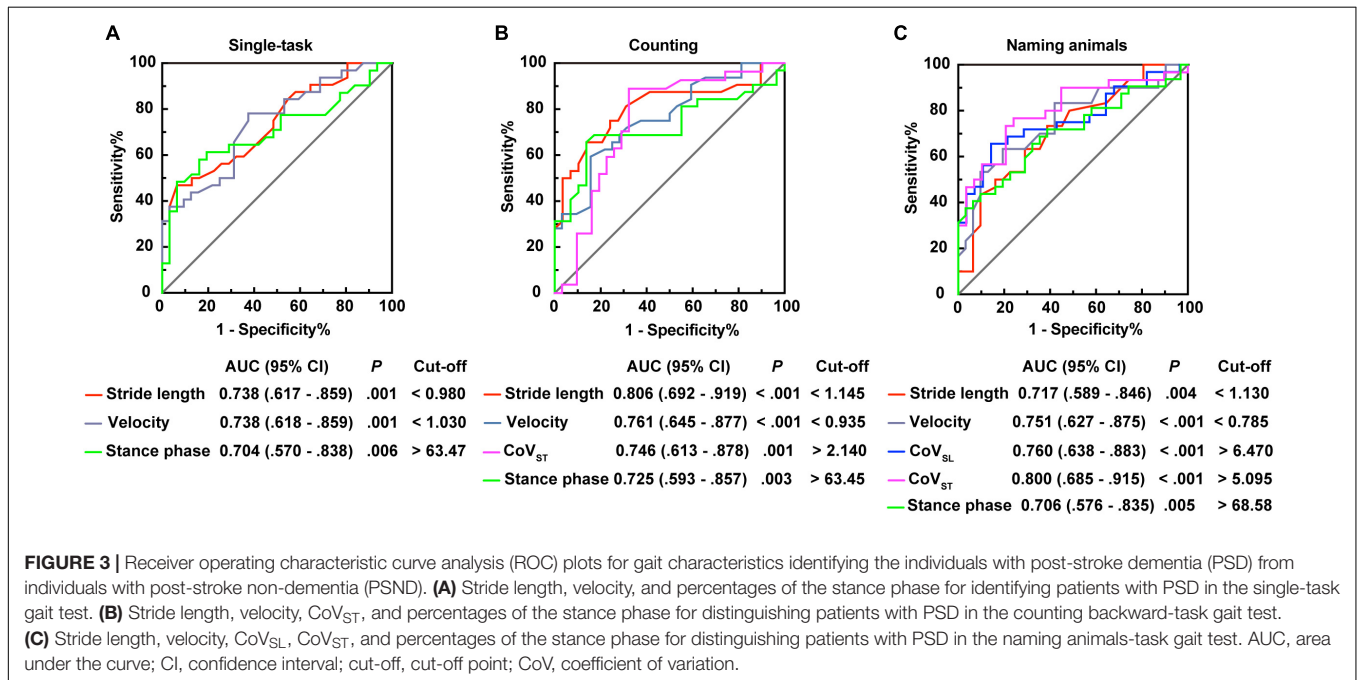 A
Single-task
Sensitivity%
100
80
60
40
20
0
0 20 40 60 80 100
1 - Specificity%
AUC (95% CI) P Cut-off
Stride length 0.738 (.617 - .859) .001 < 0.980
Velocity 0.738 (.618 - .859) .001 < 1.030
Stance phase 0.704 (.570 - .838) .006 > 63.47
B
Counting
Sensitivity%
100
80
60
40
20
0
0 20 40 60 80 100
1 - Specificity%
AUC (95% CI) P Cut-off
Stride length 0.806 (.692 - .919) < .001 < 1.145
Velocity 0.761 (.645 - .877) < .001 < 0.935
CoVST 0.746 (.613 - .878) .001 > 2.140
Stance phase 0.725 (.593 - .857) .003 > 63.45
C
Naming animals
Sensitivity%
100
80
60
40
20
0
0 20 40 60 80 100
1 - Specificity%
AUC (95% CI) P Cut-off
Stride length 0.717 (.589 - .846) .004 < 1.130
Velocity 0.751 (.627 - .875) < .001 < 0.785
CoVSL 0.760 (.638 - .883) < .001 > 6.470
CoVST 0.800 (.685 - .915) < .001 > 5.095
Stance phase 0.706 (.576 - .835) .005 > 68.58
FIGURE 3 | Receiver operating characteristic curve analysis (ROC) plots for gait characteristics identifying the individuals with post-stroke dementia (PSD) from
individuals with post-stroke non-dementia (PSND). (A) Stride length, velocity, and percentages of the stance phase for identifying patients with PSD in the single-task
gait test. (B) Stride length, velocity, CoVST, and percentages of the stance phase for distinguishing patients with PSD in the counting backward-task gait test.
(C) Stride length, velocity, CoVSL, CoVST, and percentages of the stance phase for distinguishing patients with PSD in the naming animals-task gait test. AUC, area
under the curve; CI, confidence interval; cut-off, cut-off point; CoV, coefficient of variation.